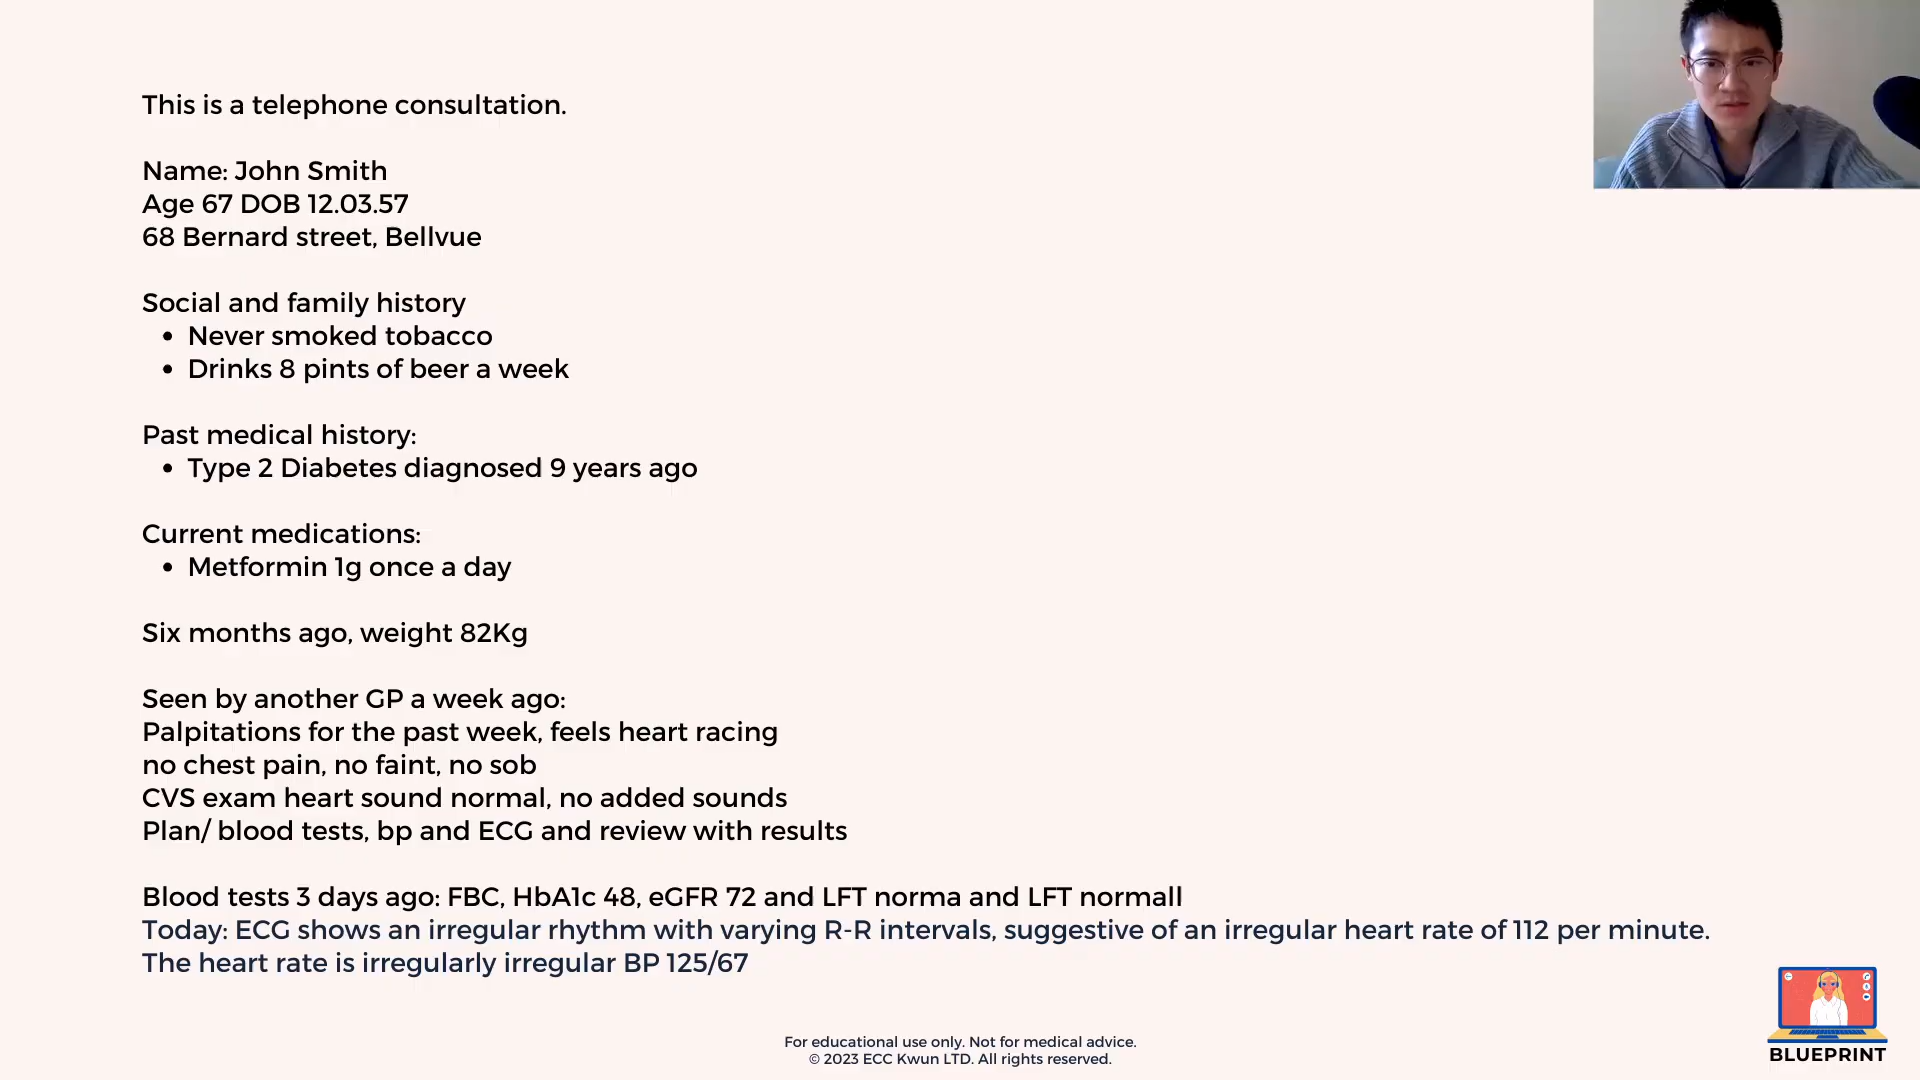 This is a telephone consultation.
Name: John Smith
Age 67 DOB 12.03.57
68 Bernard street, Bellvue
Social and family history
• Never smoked tobacco
• Drinks 8 pints of beer a week
Past medical history:
• Type 2 Diabetes diagnosed 9 years ago
Current medications:
• Metformin 1g once a day
Six months ago, weight 82Kg
Seen by another GP a week ago:
Palpitations for the past week, feels heart racing
no chest pain, no faint, no sob
CVS exam heart sound normal, no added sounds
Plan/ blood tests, bp and ECG and review with results
Blood tests 3 days ago: FBC, HbA1c 48, eGFR 72 and LFT norma and LFT normall
Today: ECG shows an irregular rhythm with varying R-R intervals, suggestive of an irregular heart rate of 112 per minute.
The heart rate is irregularly irregular BP 125/67
For educational use only. Not for medical advice.
© 2023 ECC Kwun LTD. All rights reserved.
BLUEPRINT